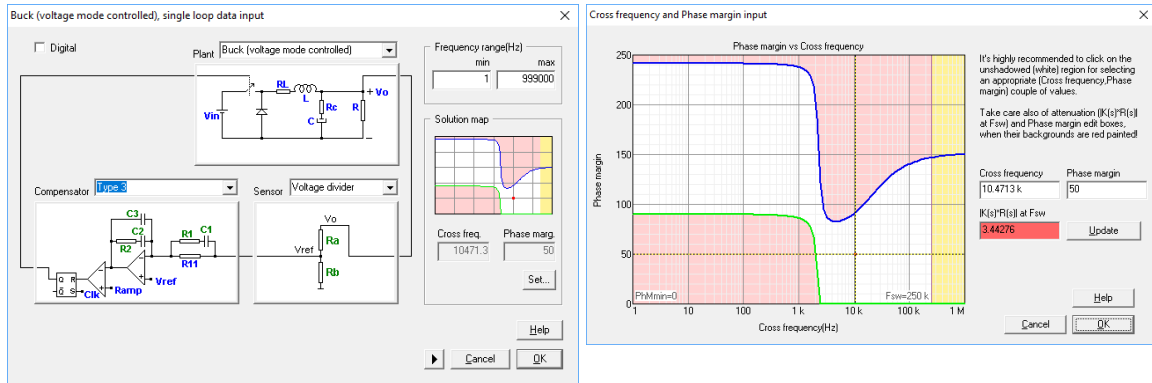 Buck (voltage mode controlled), single loop data input
Digital
Plant Buck (voltage mode controlled)
RL
L
+ Vo
Rc
R
C
Vin
Frequency range(Hz)
min max
1 999000
Solution map
Cross freq. Phase marg.
10471.3 50
Set...
Compensator Type 3
C3
C2
R2
R1 C1
R11
Vref
Ramp
Clk
Q R
Q S
Sensor Voltage divider
Vo
Ra
Vref
Rb
Help
Cancel OK
Cross frequency and Phase margin input
Phase margin vs Cross frequency
250
200
150
100
50
0
Phase margin
PhMmin=0
Fsw=250 k
1 10 100 1 k 10 k 100 k 1 M
Cross frequency(Hz)
It's highly recommended to click on the
unshadowed (white) region for selecting
an appropriate (Cross frequency,Phase
margin) couple of values.
Take care also of attenuation (|K(s)*R(s)|
at Fsw) and Phase margin edit boxes,
when their backgrounds are red painted!
Cross frequency Phase margin
10.4713 k 50
|K(s)*R(s)| at Fsw
3.44276 Update
Help
Cancel OK